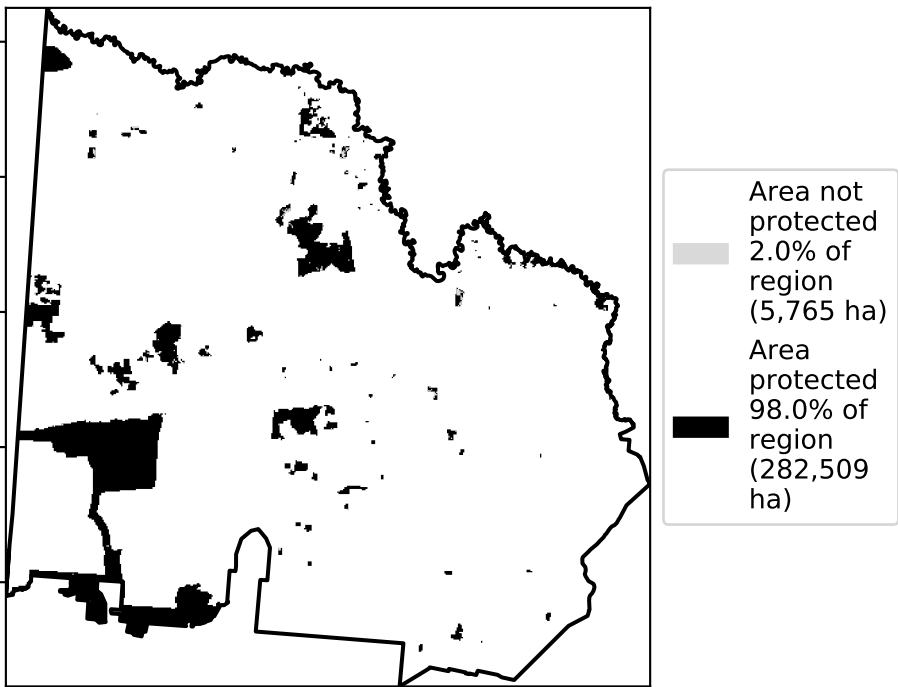 Area not
protected
2.0% of
region
(5,765 ha)
Area
protected
98.0% of
region
(282,509
ha)